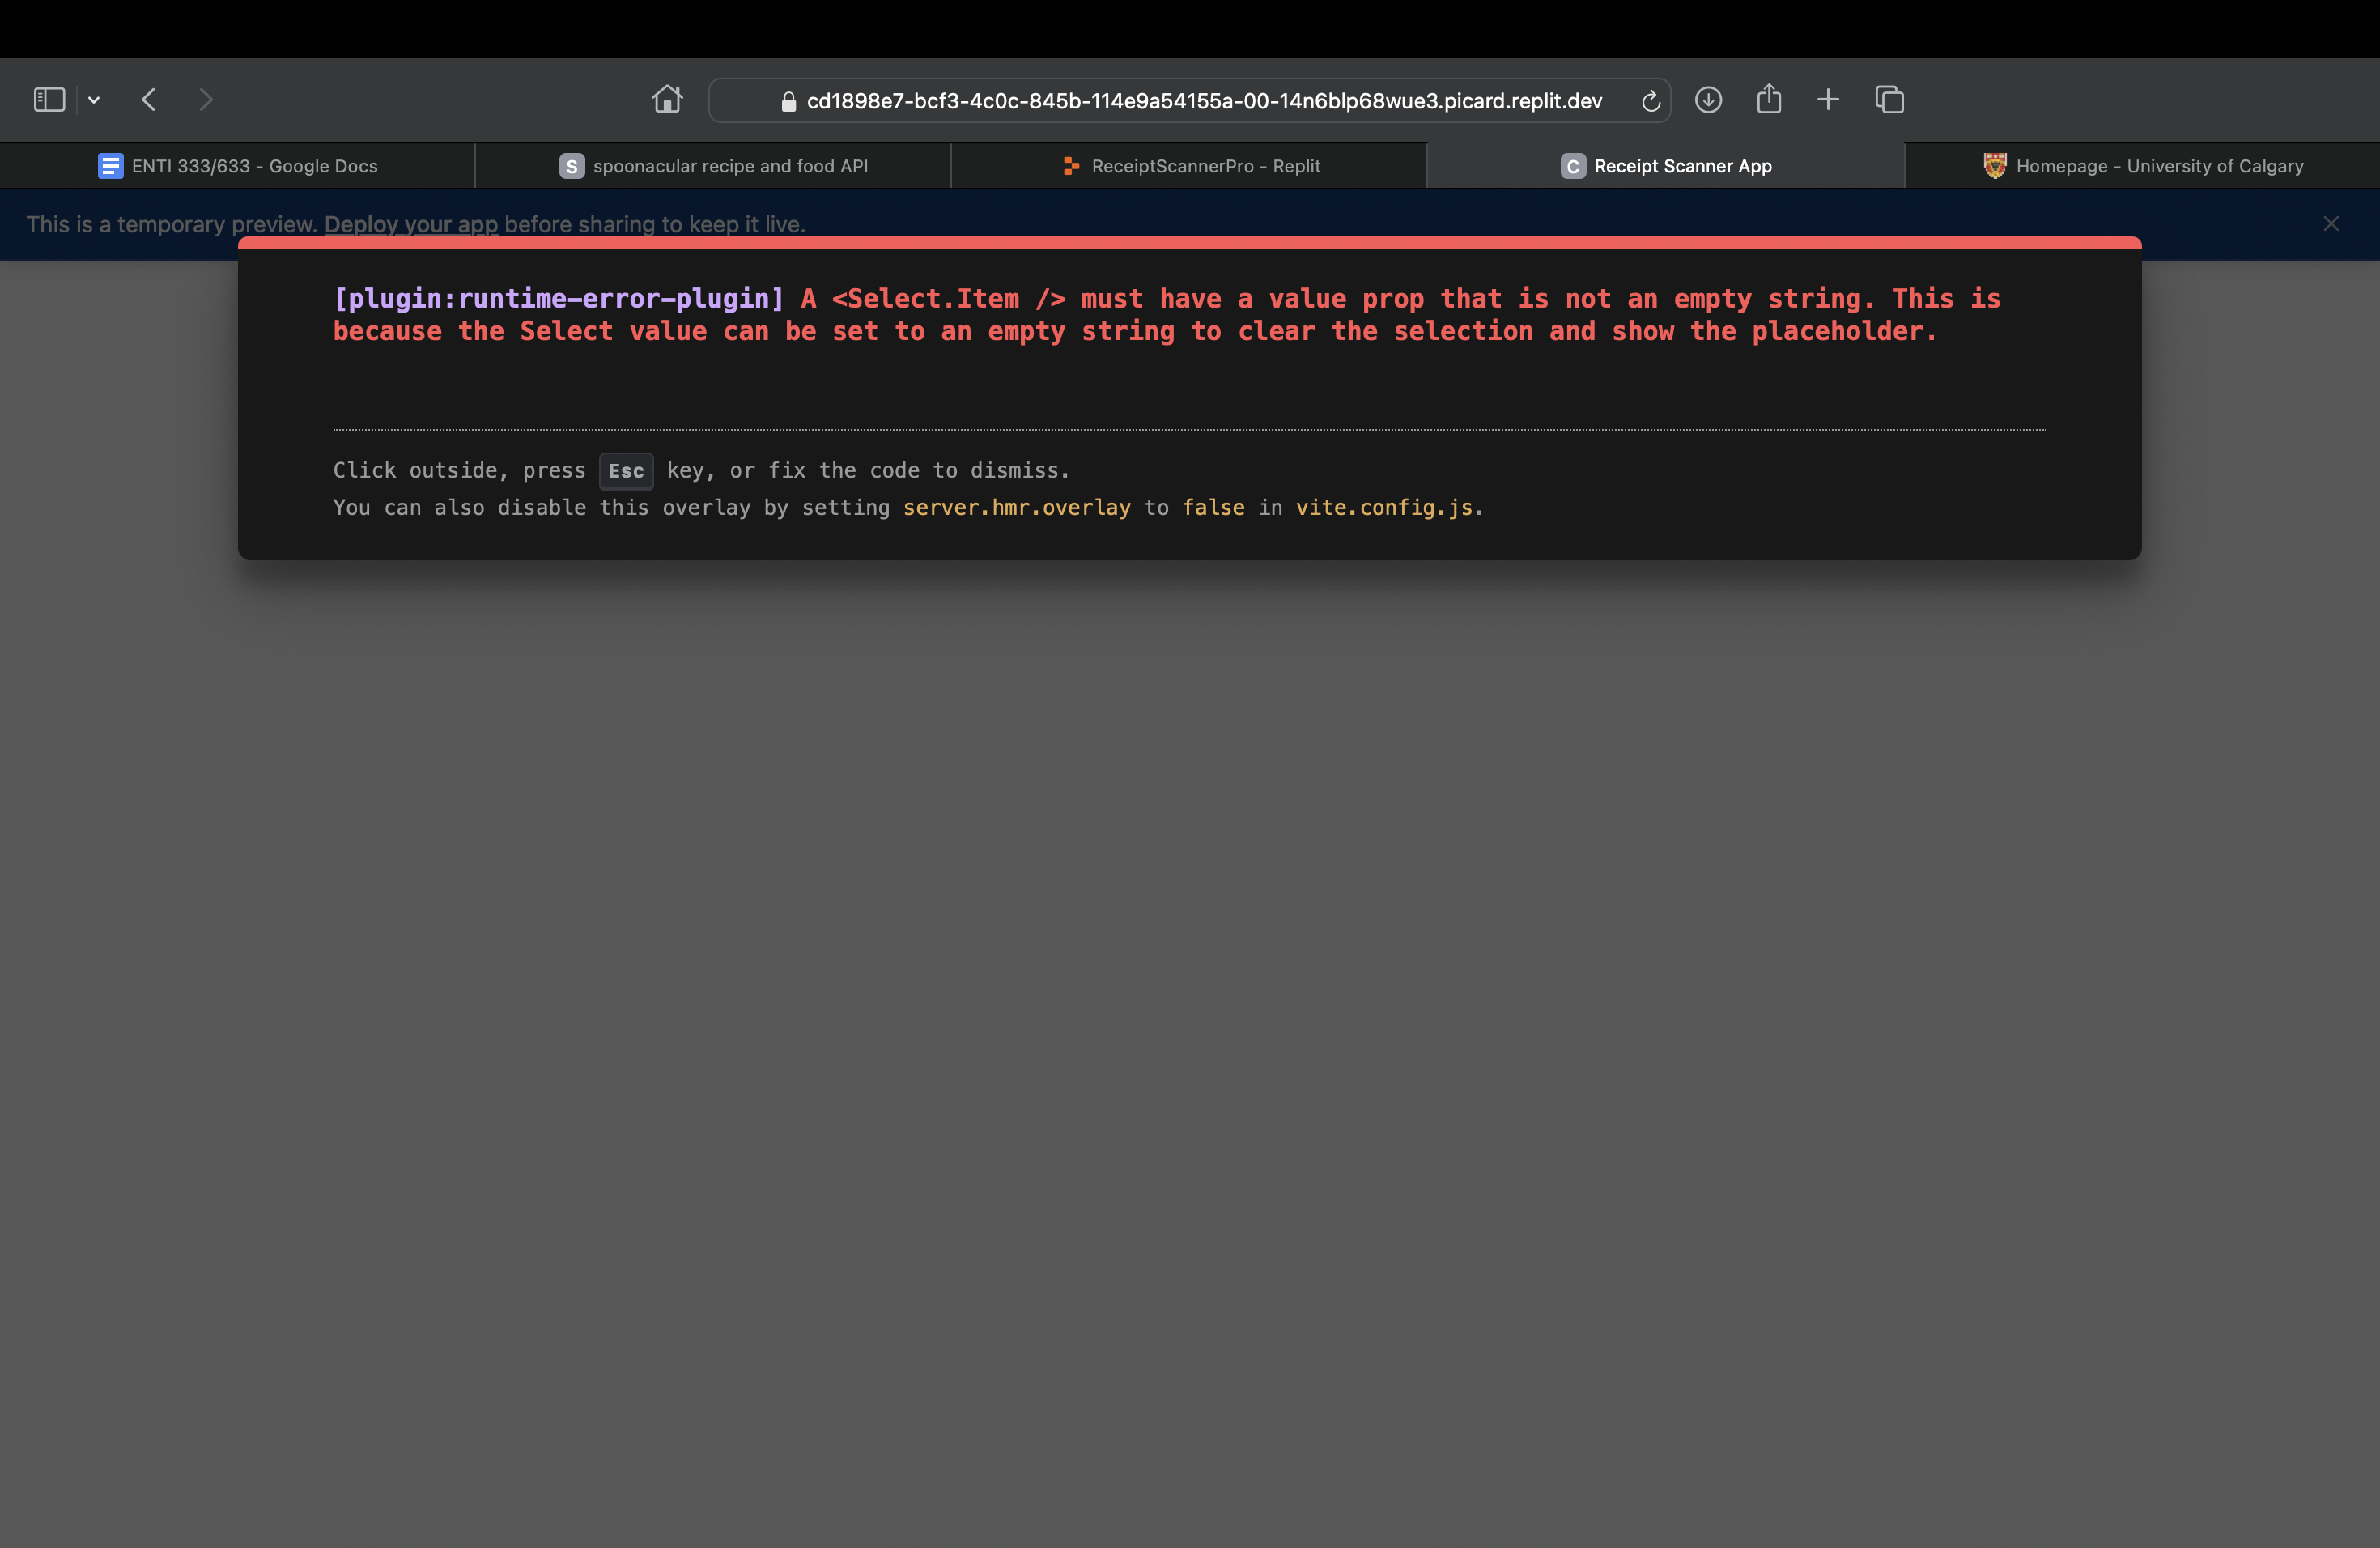 cd1898e7-bcf3-4c0c-845b-114e9a54155a-00-14n6blp68wue3.picard.replit.dev
ENTI 333/633 - Google Docs
S spoonacular recipe and food API
ReceiptScannerPro - Replit
C Receipt Scanner App
Homepage - University of Calgary
This is a temporary preview. Deploy your app before sharing to keep it live.
[plugin:runtime-error-plugin] A <Select.Item /> must have a value prop that is not an empty string. This is
because the Select value can be set to an empty string to clear the selection and show the placeholder.
Click outside, press Esc key, or fix the code to dismiss.
You can also disable this overlay by setting server.hmr.overlay to false in vite.config.js.